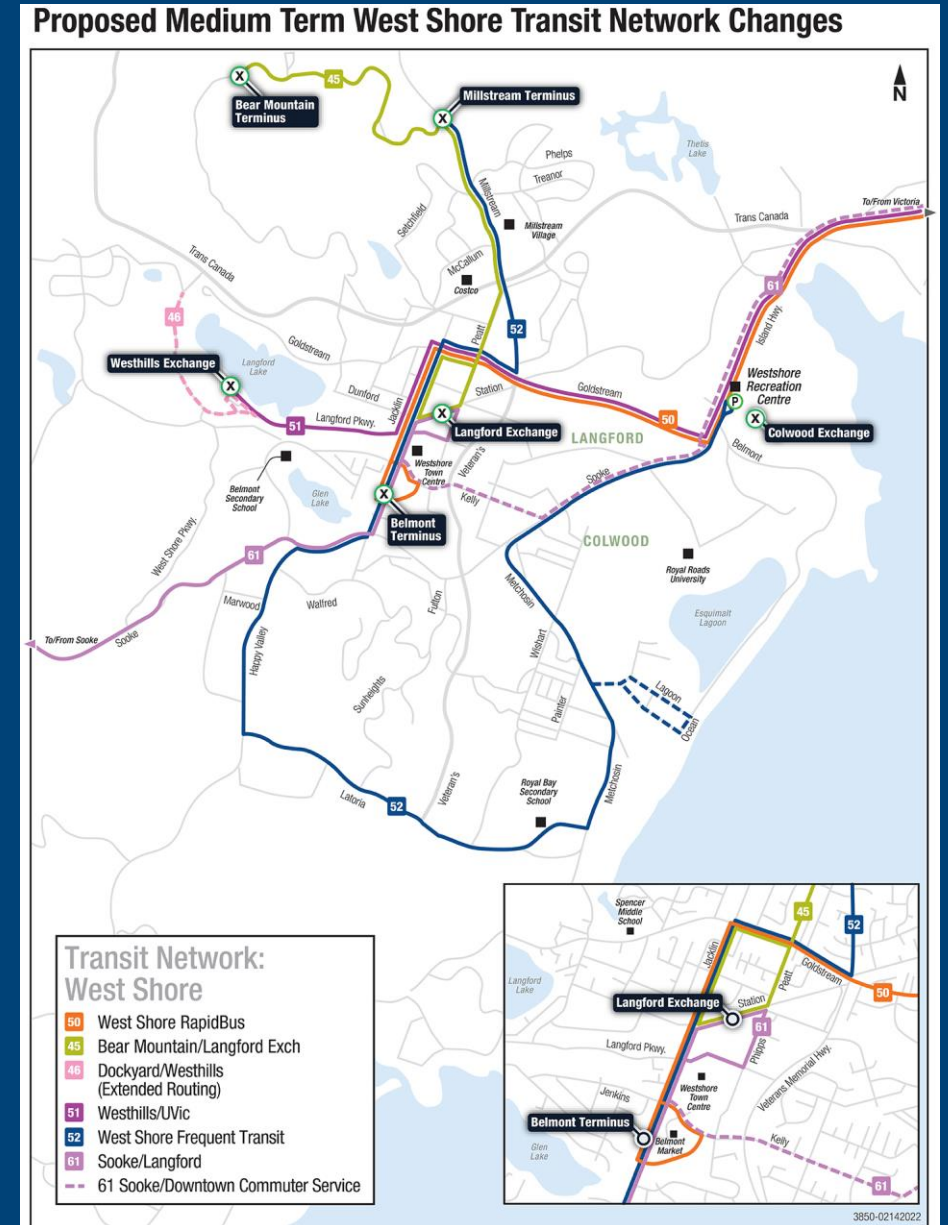 Proposed Medium Term West Shore Transit Network Changes
45
Bear Mountain
Terminus
Millstream Terminus
N
Phelps
Treanor
Thetis
Lake
Millstream
Setchfield
Millstream
Village
To/From Victoria
Trans Canada
Trans Canada
McCallum
Costco
61
46
Peatt
52
Island Hwy.
Goldstream
Westhills Exchange
Langford
Lake
Dunford
Jacklin
Station
Goldstream
Westshore
Recreation
Centre
P
51
Langford Pkwy.
Langford Exchange
50
Colwood Exchange
LANGFORD
Belmont
Belmont
Secondary
School
Westshore
Town
Centre
Veteran's
Sooke
Glen
Lake
Kelly
Belmont
Terminus
West Shore Pkwy.
61
COLWOOD
Royal Roads
University
Metchosin
Marwood
Walfred
Fulton
Esquimalt
Lagoon
To/From Sooke
Sooke
Happy Valley
Wishart
Sunheights
Painter
Lagoon
Ocean
Latoria
52
Veteran's
Royal Bay
Secondary
School
Metchosin
Spencer
Middle
School
45
52
Jacklin
Langford
Lake
Goldstream
Peatt
50
Langford Exchange
Station
61
Langford Pkwy.
Phipps
Veterans Memorial Hwy.
Jenkins
Westshore
Town
Centre
Belmont Terminus
Glen
Lake
Belmont
Market
Kelly
61
Transit Network:
West Shore
50 West Shore RapidBus
45 Bear Mountain/Langford Exch
46 Dockyard/Westhills
(Extended Routing)
51 Westhills/UVic
52 West Shore Frequent Transit
61 Sooke/Langford
61 Sooke/Downtown Commuter Service
3850-02142022